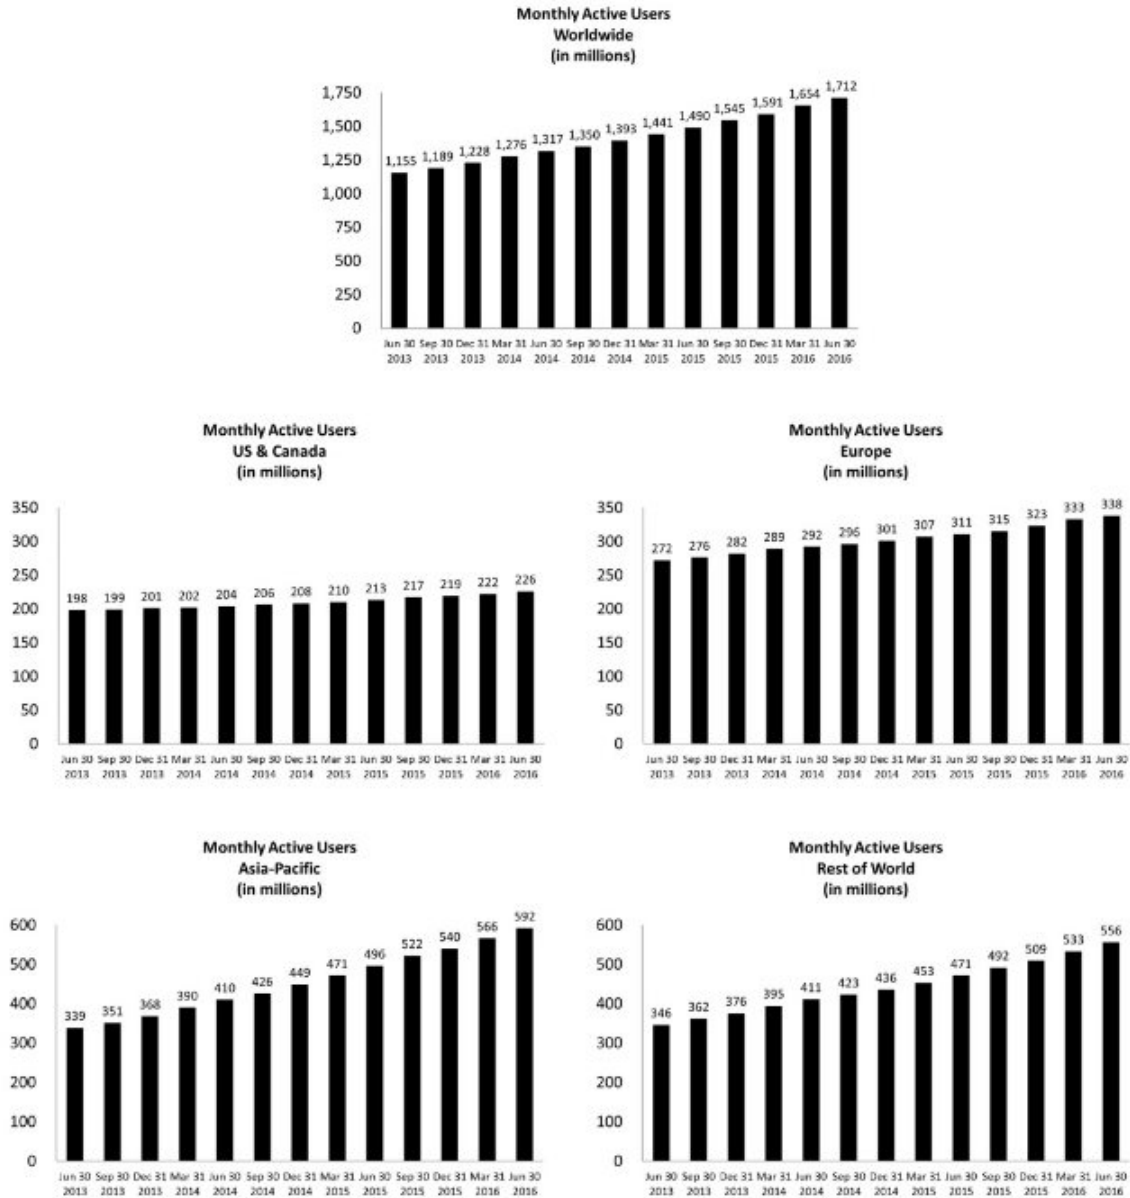 Monthly Active Users
Worldwide
(in millions)
1,750
1,500
1,250
1,000
750
500
250
0
1,155 1,189 1,228 1,276 1,317 1,350 1,393 1,441 1,490 1,545 1,591 1,654 1,712
Jun 30 Sep 30 Dec 31 Mar 31 Jun 30 Sep 30 Dec 31 Mar 31 Jun 30 Sep 30 Dec 31 Mar 31 Jun 30
2013 2013 2013 2014 2014 2014 2014 2015 2015 2015 2015 2016 2016
Monthly Active Users
US & Canada
(in millions)
350
300
250
200
150
100
50
0
198 199 201 202 204 206 208 210 213 217 219 222 226
Jun 30 Sep 30 Dec 31 Mar 31 Jun 30 Sep 30 Dec 31 Mar 31 Jun 30 Sep 30 Dec 31 Mar 31 Jun 30
2013 2013 2013 2014 2014 2014 2014 2015 2015 2015 2015 2016 2016
Monthly Active Users
Europe
(in millions)
350
300
250
200
150
100
50
0
272 276 282 289 292 296 301 307 311 315 323 333 338
Jun 30 Sep 30 Dec 31 Mar 31 Jun 30 Sep 30 Dec 31 Mar 31 Jun 30 Sep 30 Dec 31 Mar 31 Jun 30
2013 2013 2013 2014 2014 2014 2014 2015 2015 2015 2015 2016 2016
Monthly Active Users
Asia-Pacific
(in millions)
600
500
400
300
200
100
0
339 351 368 390 410 426 449 471 496 522 540 566 592
Jun 30 Sep 30 Dec 31 Mar 31 Jun 30 Sep 30 Dec 31 Mar 31 Jun 30 Sep 30 Dec 31 Mar 31 Jun 30
2013 2013 2013 2014 2014 2014 2014 2015 2015 2015 2015 2016 2016
Monthly Active Users
Rest of World
(in millions)
600
500
400
300
200
100
0
346 362 376 395 411 423 436 453 471 492 509 533 556
Jun 30 Sep 30 Dec 31 Mar 31 Jun 30 Sep 30 Dec 31 Mar 31 Jun 30 Sep 30 Dec 31 Mar 31 Jun 30
2013 2013 2013 2014 2014 2014 2014 2015 2015 2015 2015 2016 2016